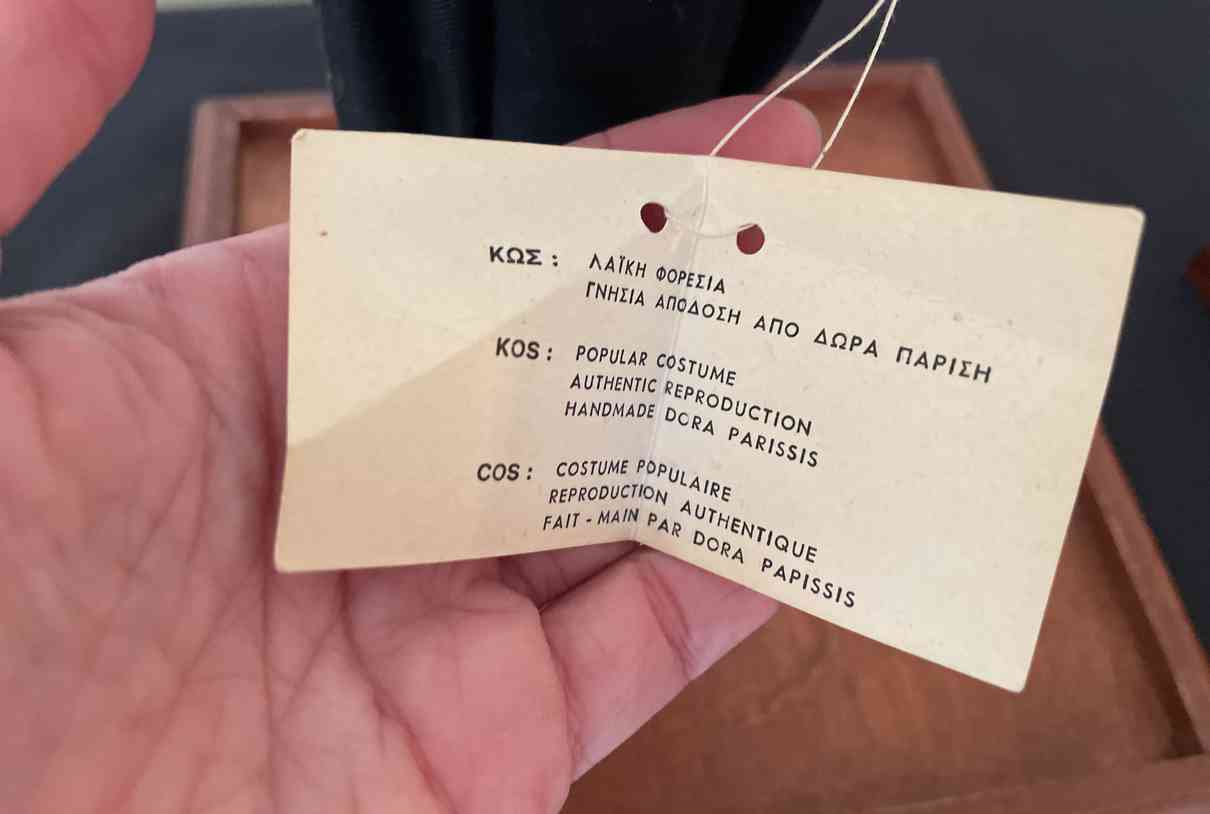 ΚΩΣ : ΛΑΪΚΗ ΦΟΡΕΣΙΑ
ΓΝΗΣΙΑ ΑΠΟΔΟΣΗ ΑΠΟ ΔΩΡΑ ΠΑΡΙΣΗ
KOS : POPULAR COSTUME
AUTHENTIC REPRODUCTION
HANDMADE DORA PARISSIS
COS : COSTUME POPULAIRE
REPRODUCTION AUTHENTIQUE
FAIT - MAIN PAR DORA PAPISSIS